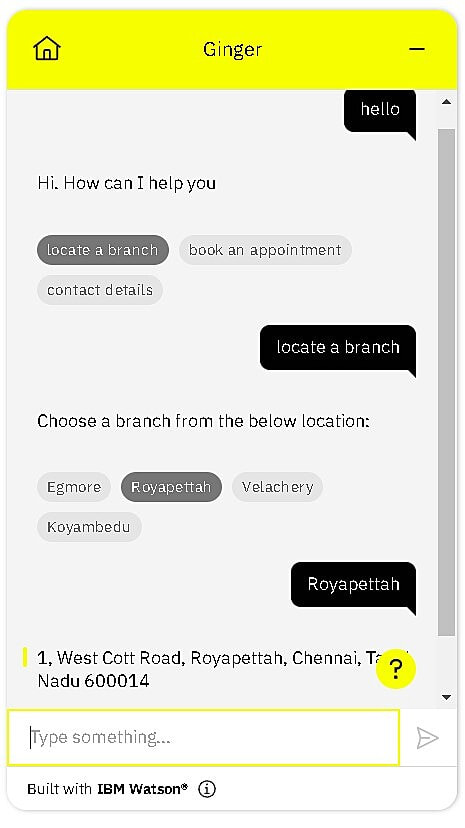 Ginger
hello
Hi. How can I help you
locate a branch book an appointment
contact details
locate a branch
Choose a branch from the below location:
Egmore Royapettah Velachery
Koyambedu
Royapettah
1, West Cott Road, Royapettah, Chennai,
?
Nadu 600014
Type something...
Built with IBM Watson®